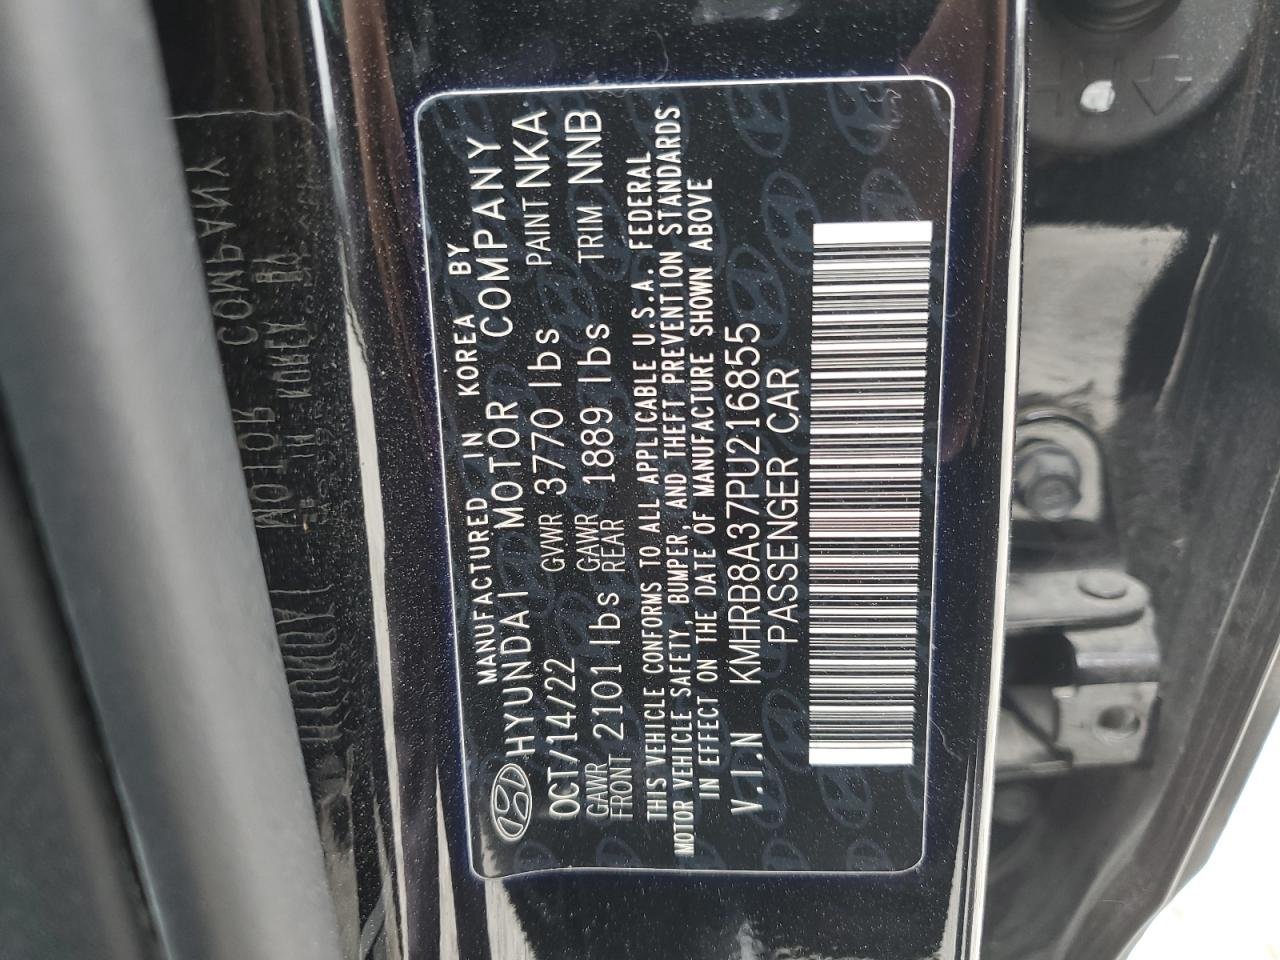 MANUFACTURED IN KOREA BY
HYUNDAI MOTOR COMPANY
OCT/14/22 GVWR 3770 lbs PAINT NKA
GAWR FRONT 2101 lbs GAWR REAR 1889 lbs TRIM NNB
THIS VEHICLE CONFORMS TO ALL APPLICABLE U.S.A. FEDERAL
MOTOR VEHICLE SAFETY, BUMPER, AND THEFT PREVENTION STANDARDS
IN EFFECT ON THE DATE OF MANUFACTURE SHOWN ABOVE
V.I.N KMHRB8A37PU216855
PASSENGER CAR